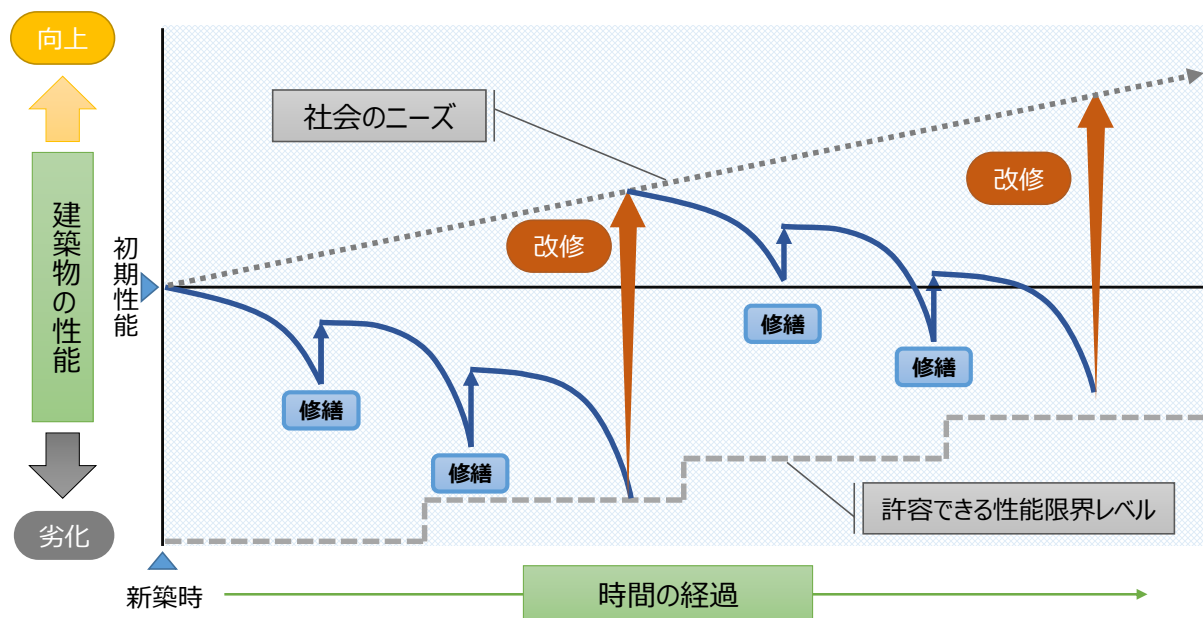 向上
社会のニーズ
改修
改修
建築物の性能
初期性能
修繕
修繕
修繕
修繕
許容できる性能限界レベル
劣化
新築時
時間の経過